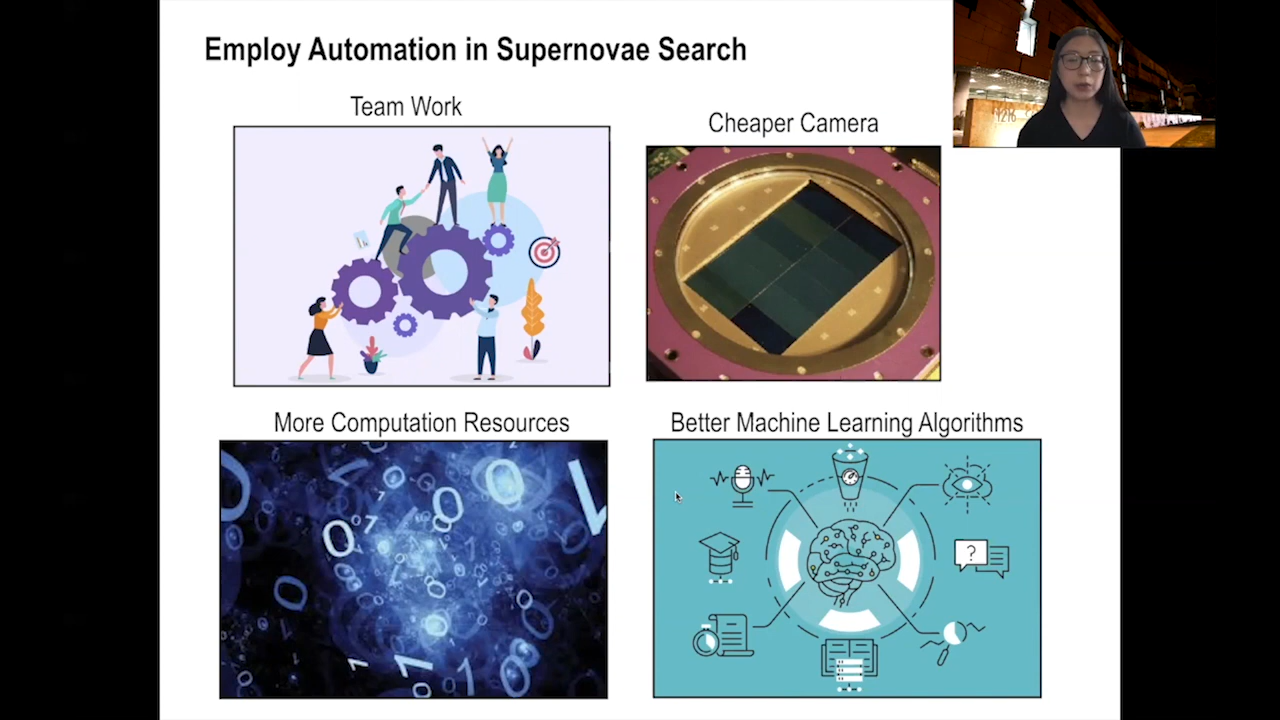 Employ Automation in Supernovae Search
Team Work
Cheaper Camera
More Computation Resources
Better Machine Learning Algorithms
?